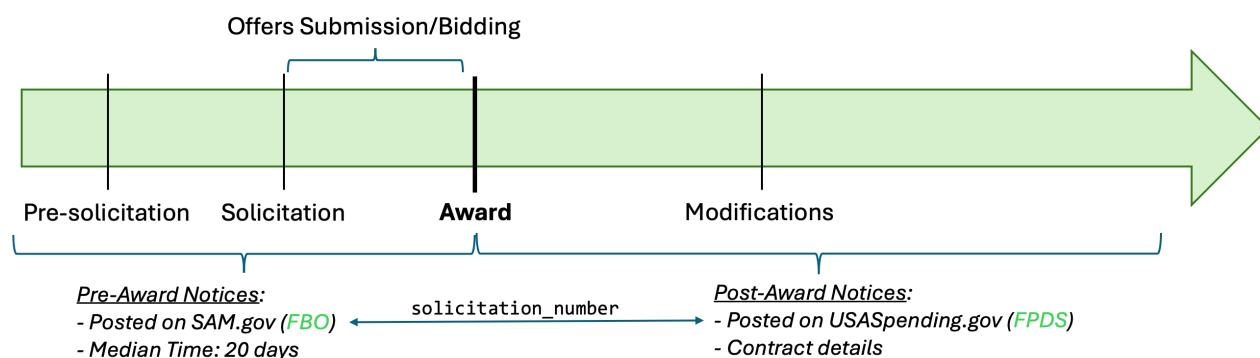 Offers Submission/Bidding
Pre-solicitation
Solicitation
Award
Modifications
Pre-Award Notices:
- Posted on SAM.gov (FBO)
- Median Time: 20 days
solicitation_number
Post-Award Notices:
- Posted on USASpending.gov (FPDS)
- Contract details